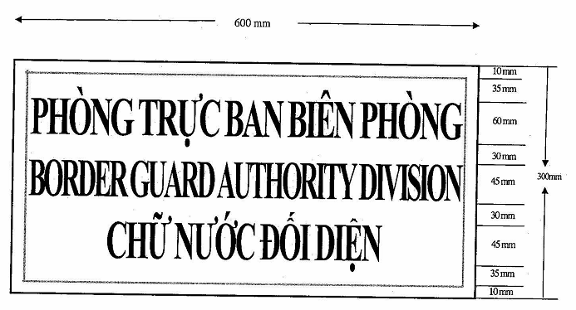 600 mm
PHÒNG TRỰC BAN BIÊN PHÒNG
BORDER GUARD AUTHORITY DIVISION
CHỮ NƯỚC ĐỐI DIỆN
10mm
35mm
60mm
30mm
45mm
30mm
45mm
35mm
10mm
300mm